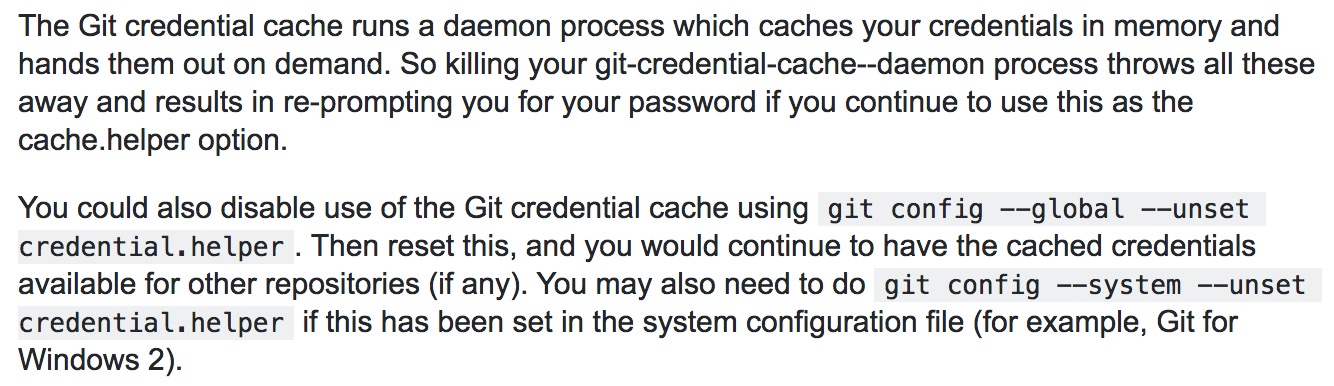 The Git credential cache runs a daemon process which caches your credentials in memory and
hands them out on demand. So killing your git-credential-cache--daemon process throws all these
away and results in re-prompting you for your password if you continue to use this as the
cache.helper option.
You could also disable use of the Git credential cache using git config --global --unset
credential.helper . Then reset this, and you would continue to have the cached credentials
available for other repositories (if any). You may also need to do git config --system --unset
credential.helper if this has been set in the system configuration file (for example, Git for
Windows 2).